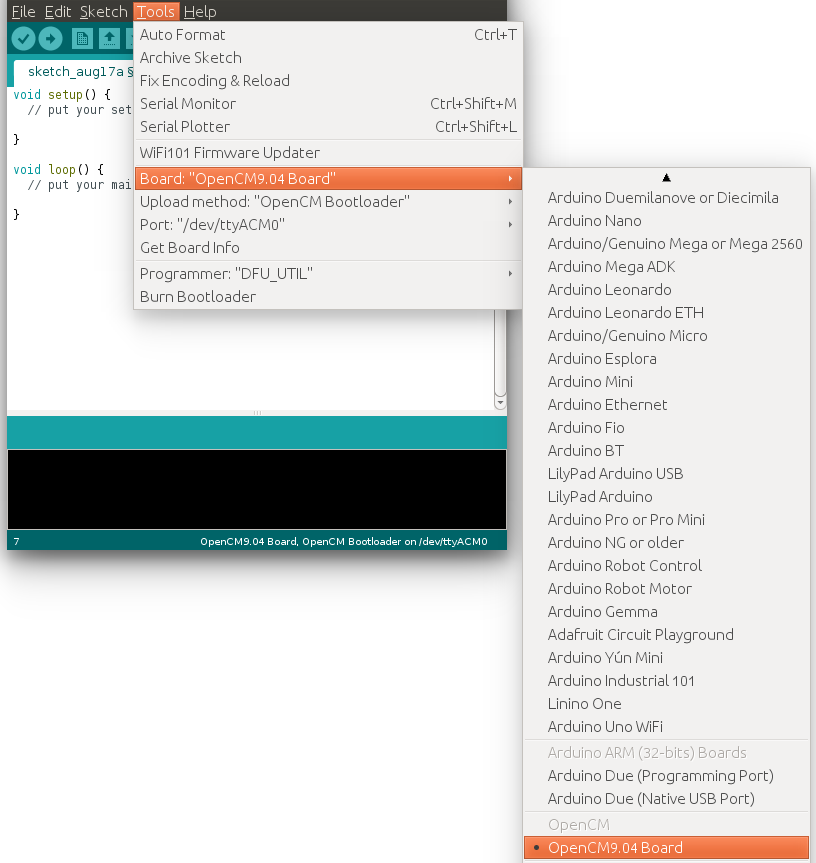 File Edit Sketch Tools Help
sketch_aug17a §
void setup() {
// put your set
}
void loop() {
// put your mai
}
Auto Format Ctrl+T
Archive Sketch
Fix Encoding & Reload
Serial Monitor Ctrl+Shift+M
Serial Plotter Ctrl+Shift+L
WiFi101 Firmware Updater
Board: "OpenCM9.04 Board"
Upload method: "OpenCM Bootloader"
Port: "/dev/ttyACM0"
Get Board Info
Programmer: "DFU_UTIL"
Burn Bootloader
Arduino Duemilanove or Diecimila
Arduino Nano
Arduino/Genuino Mega or Mega 2560
Arduino Mega ADK
Arduino Leonardo
Arduino Leonardo ETH
Arduino/Genuino Micro
Arduino Esplora
Arduino Mini
Arduino Ethernet
Arduino Fio
Arduino BT
LilyPad Arduino USB
LilyPad Arduino
Arduino Pro or Pro Mini
Arduino NG or older
Arduino Robot Control
Arduino Robot Motor
Arduino Gemma
Adafruit Circuit Playground
Arduino Yún Mini
Arduino Industrial 101
Linino One
Arduino Uno WiFi
Arduino ARM (32-bits) Boards
Arduino Due (Programming Port)
Arduino Due (Native USB Port)
OpenCM
OpenCM9.04 Board
7 OpenCM9.04 Board, OpenCM Bootloader on /dev/ttyACM0